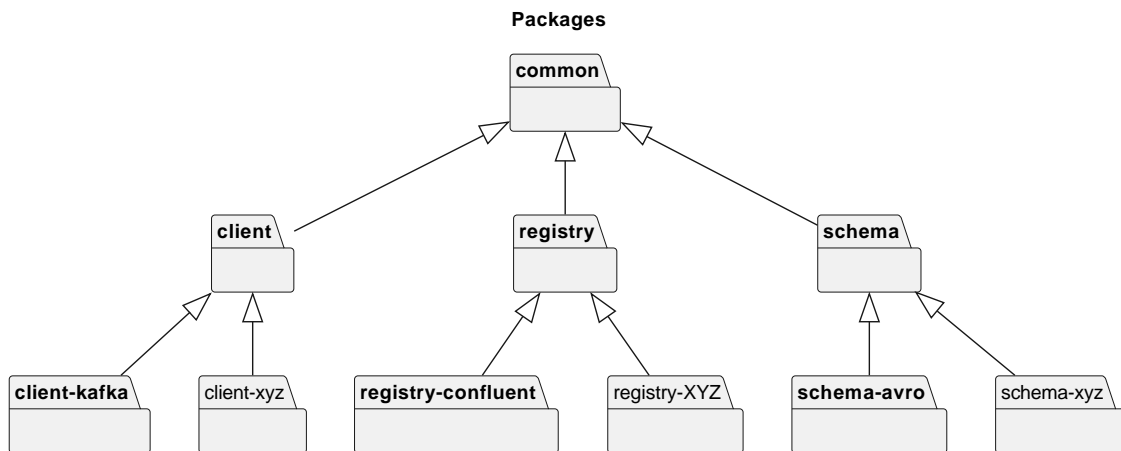 Packages
common
client
registry
schema
client-kafka
client-xyz
registry-confluent
registry-XYZ
schema-avro
schema-xyz